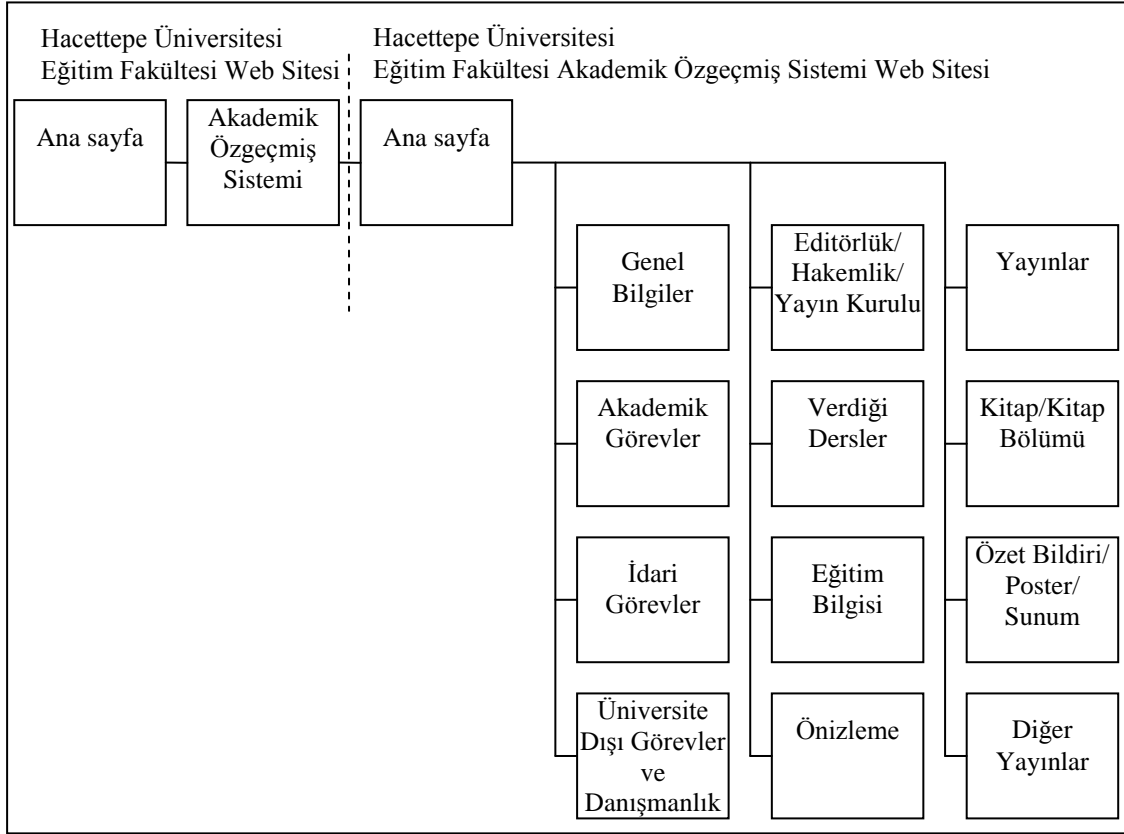 Hacettepe Üniversitesi
Eğitim Fakültesi Web Sitesi
Hacettepe Üniversitesi
Eğitim Fakültesi Akademik Özgeçmiş Sistemi Web Sitesi
Ana sayfa
Akademik
Özgeçmiş
Sistemi
Ana sayfa
Genel
Bilgiler
Editörlük/
Hakemlik/
Yayın Kurulu
Yayınlar
Akademik
Görevler
Verdiği
Dersler
Kitap/Kitap
Bölümü
İdari
Görevler
Eğitim
Bilgisi
Özet Bildiri/
Poster/
Sunum
Üniversite
Dışı Görevler
ve
Danışmanlık
Önizleme
Diğer
Yayınlar